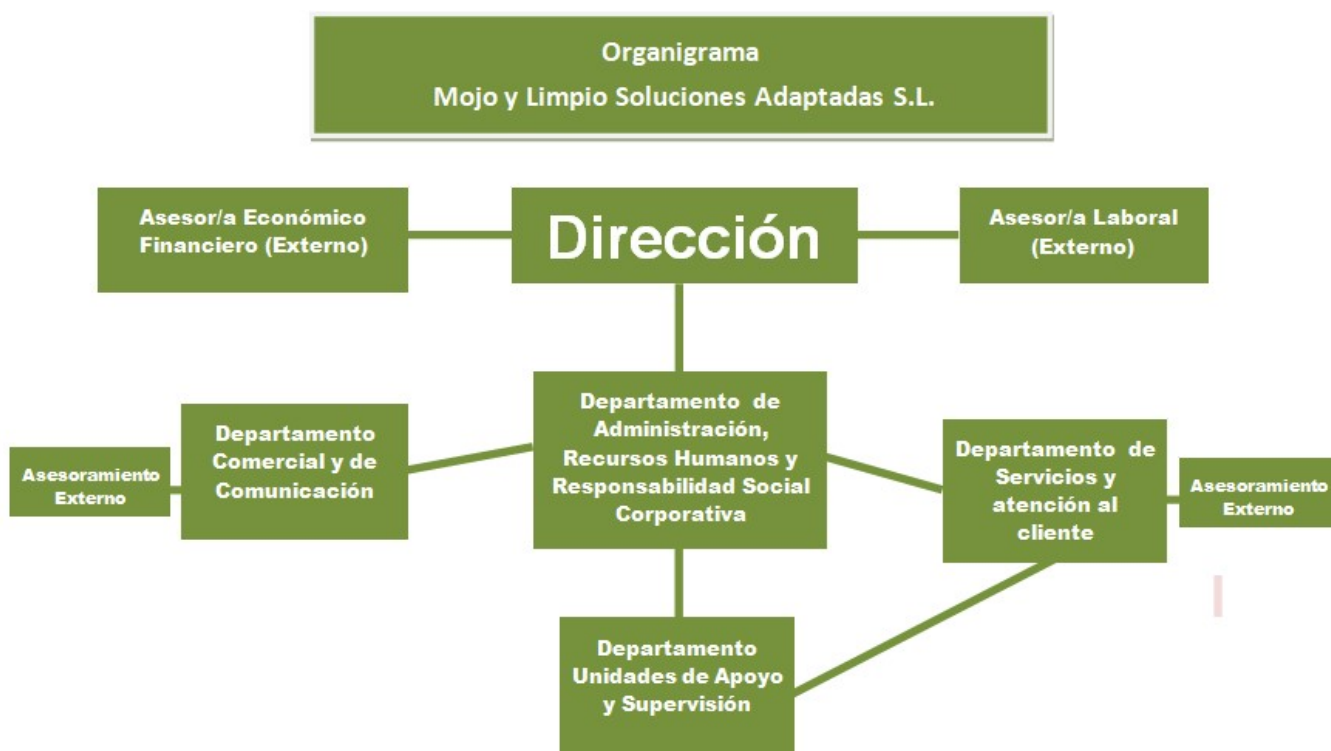 Organigrama
Mojo y Limpio Soluciones Adaptadas S.L.
Asesor/a Económico
Financiero (Externo)
Dirección
Asesor/a Laboral
(Externo)
Asesoramiento
Externo
Departamento
Comercial y de
Comunicación
Departamento de
Administración,
Recursos Humanos y
Responsabilidad Social
Corporativa
Departamento de
Servicios y
atención al
cliente
Asesoramiento
Externo
Departamento
Unidades de Apoyo
y Supervisión